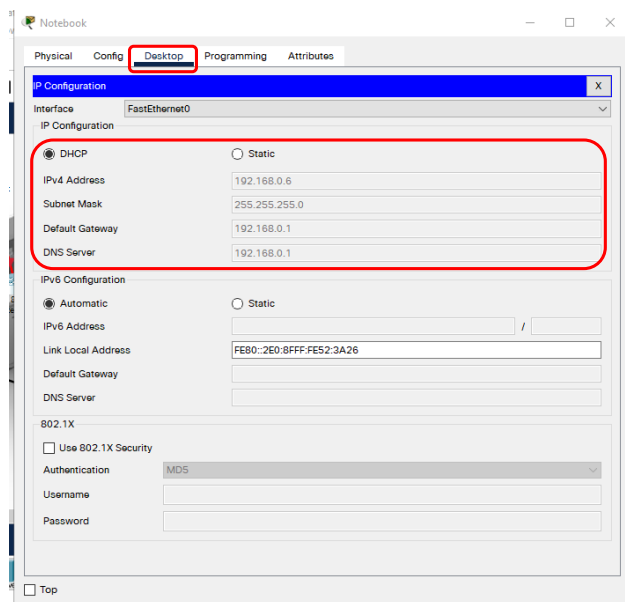 Notebook
Physical Config Desktop Programming Attributes
IP Configuration X
Interface FastEthernet0
IP Configuration
DHCP Static
IPv4 Address 192.168.0.6
Subnet Mask 255.255.255.0
Default Gateway 192.168.0.1
DNS Server 192.168.0.1
IPv6 Configuration
Automatic Static
IPv6 Address /
Link Local Address FE80::2E0:8FFF:FE52:3A26
Default Gateway
DNS Server
802.1X
Use 802.1X Security
Authentication MD5
Username
Password
Top